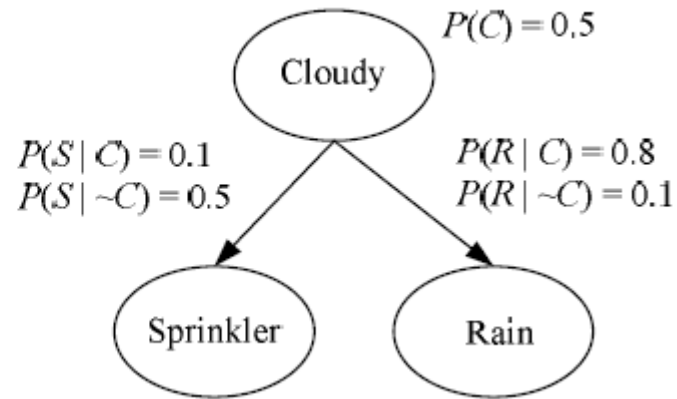 P(C) = 0.5
Cloudy
P(S | C) = 0.1
P(S | ~C) = 0.5
P(R | C) = 0.8
P(R | ~C) = 0.1
Sprinkler
Rain